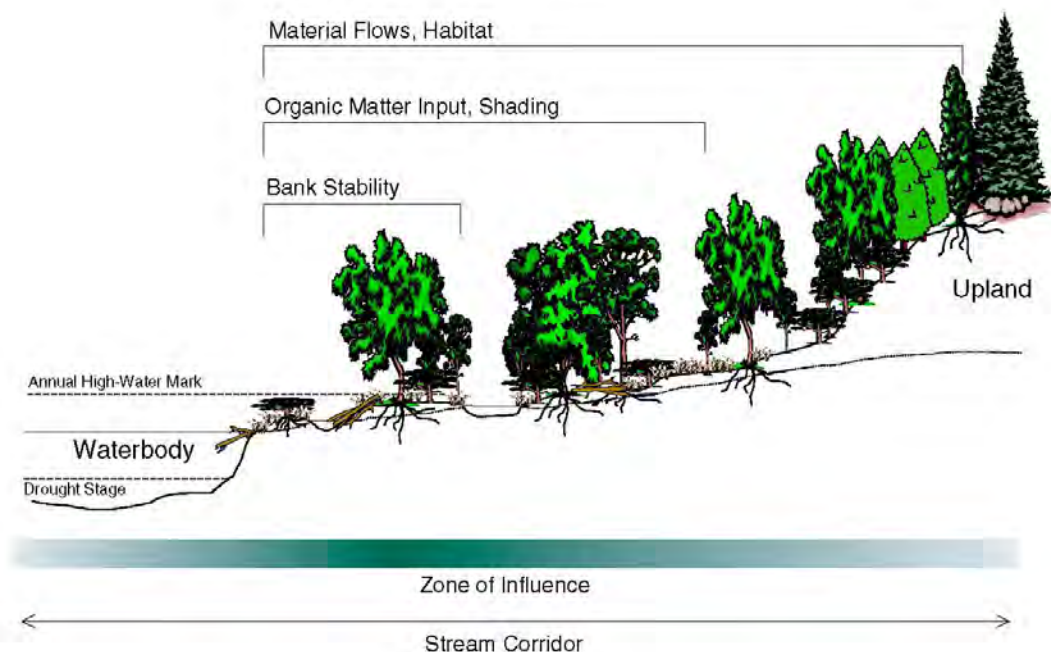 Material Flows, Habitat
Organic Matter Input, Shading
Bank Stability
Upland
Annual High-Water Mark
Waterbody
Drought Stage
Zone of Influence
Stream Corridor